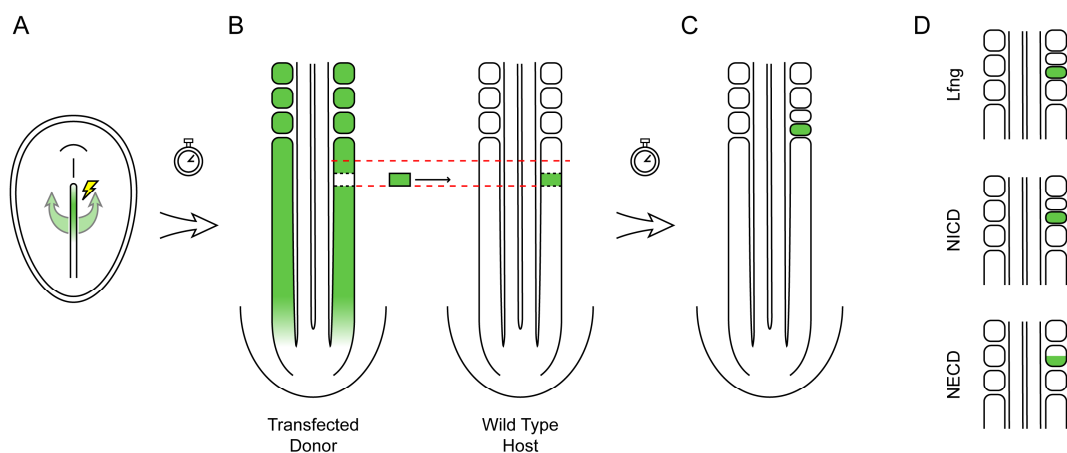 A
B
C
D
Lfng
NICD
NECD
Transfected
Donor
Wild Type
Host